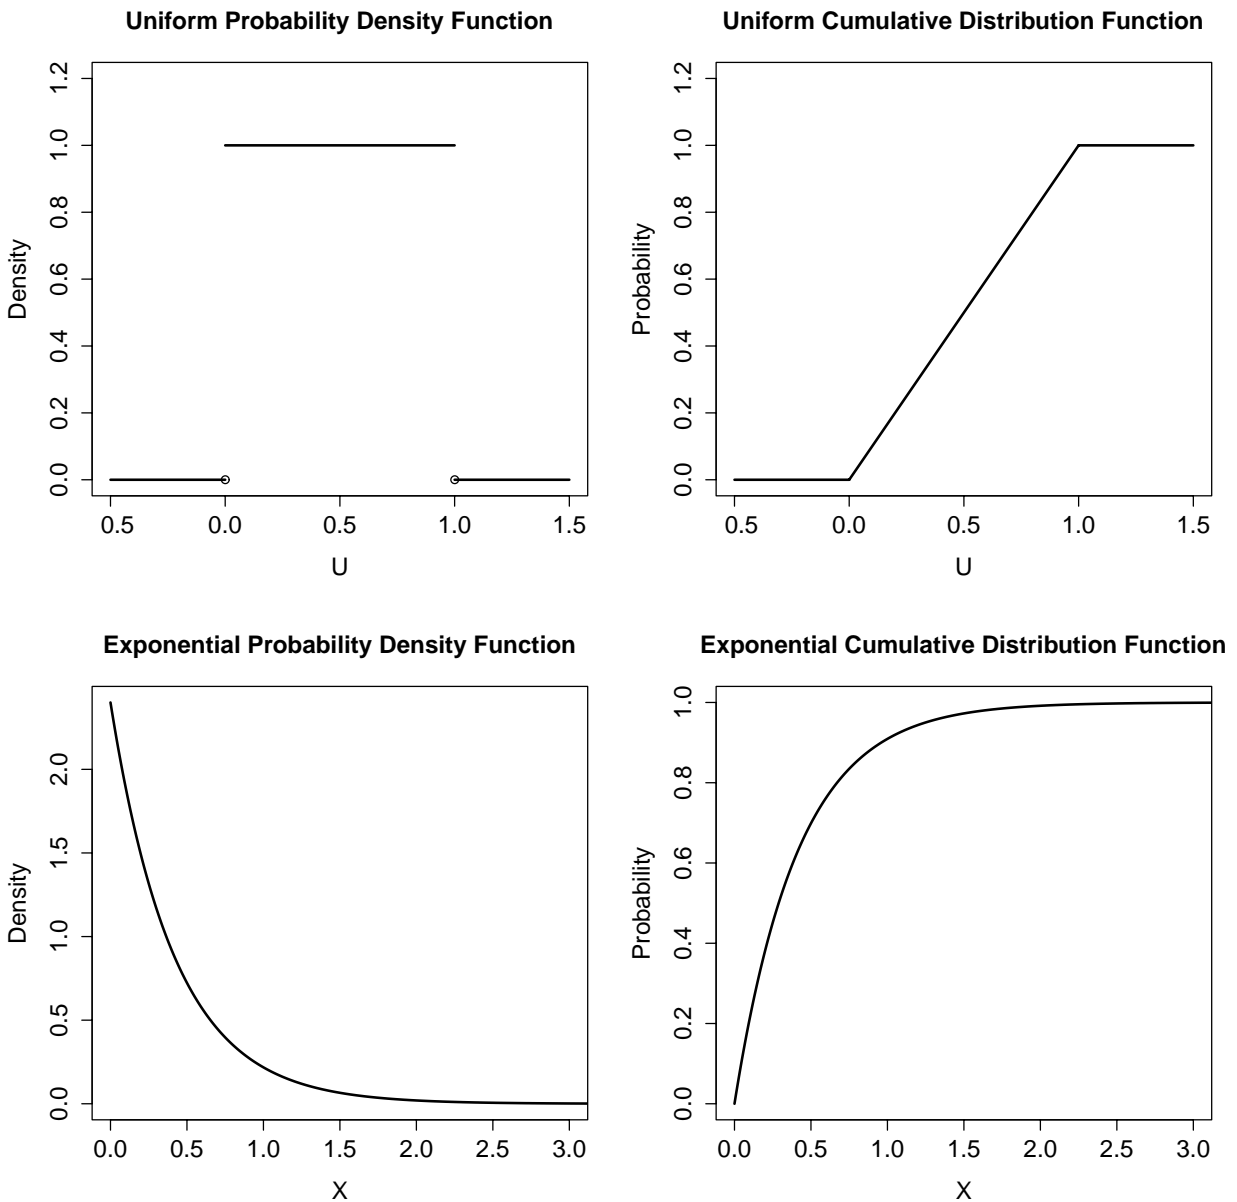 Uniform Probability Density Function
Density
0.0 0.2 0.4 0.6 0.8 1.0 1.2
0.5 0.0 0.5 1.0 1.5
U
Uniform Cumulative Distribution Function
Probability
0.0 0.2 0.4 0.6 0.8 1.0 1.2
0.5 0.0 0.5 1.0 1.5
U
Exponential Probability Density Function
Density
0.0 0.5 1.0 1.5 2.0
0.0 0.5 1.0 1.5 2.0 2.5 3.0
X
Exponential Cumulative Distribution Function
Probability
0.0 0.2 0.4 0.6 0.8 1.0
0.0 0.5 1.0 1.5 2.0 2.5 3.0
X